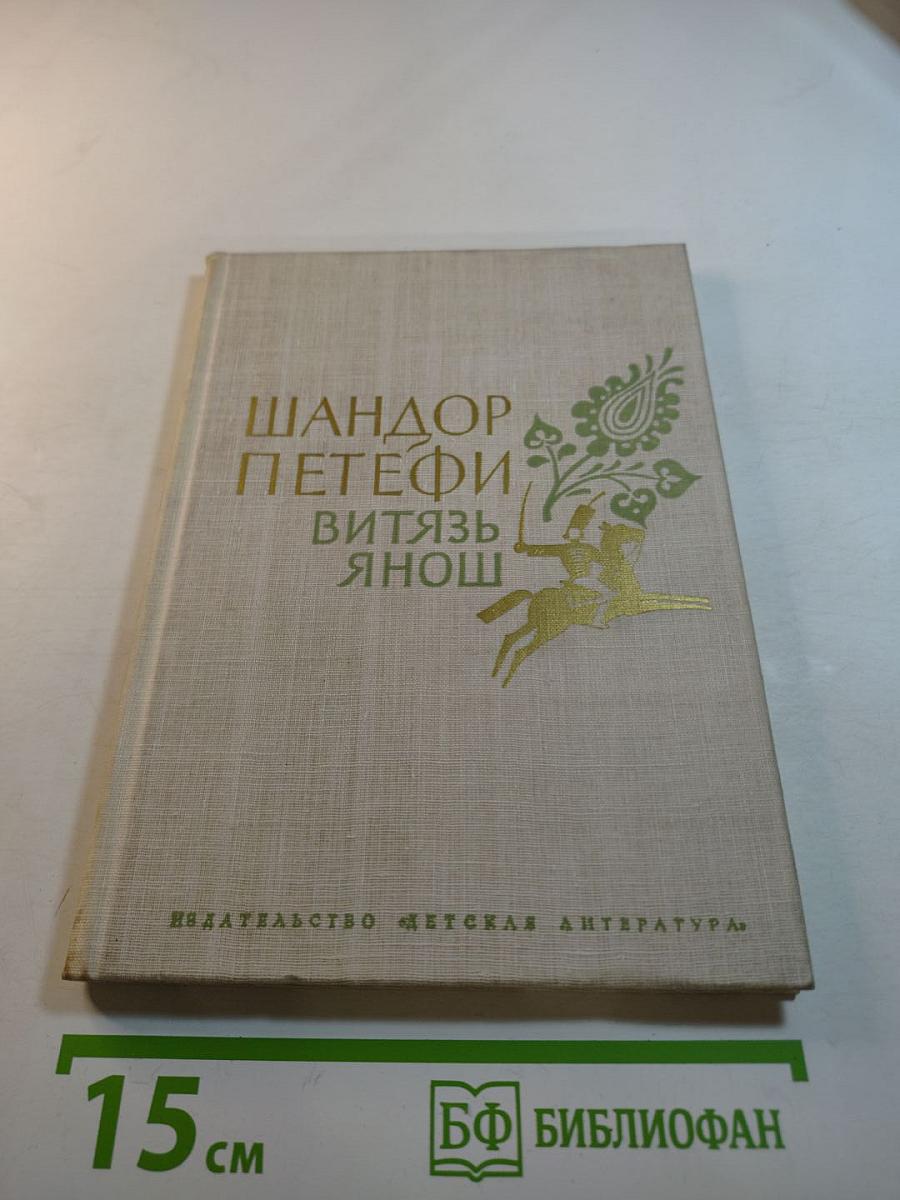 ШАНДОР
ПЕТЕФИ
ВИТЯЗЬ
ЯНОШ
ИЗДАТЕЛЬСТВО «ДЕТСКАЯ ЛИТЕРАТУРА»
15 см
БФ БИБЛИОФАН